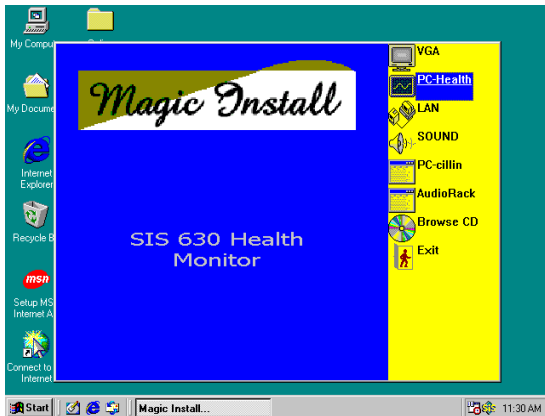 My Compu
My Docume
Internet
Explorer
Recycle B
msn
Setup MS
Internet A
Connect to
Internet
Magic Install
SIS 630 Health
Monitor
VGA
PC-Health
LAN
SOUND
PC-cillin
AudioRack
Browse CD
Exit
Start
Magic Install...
11:30 AM